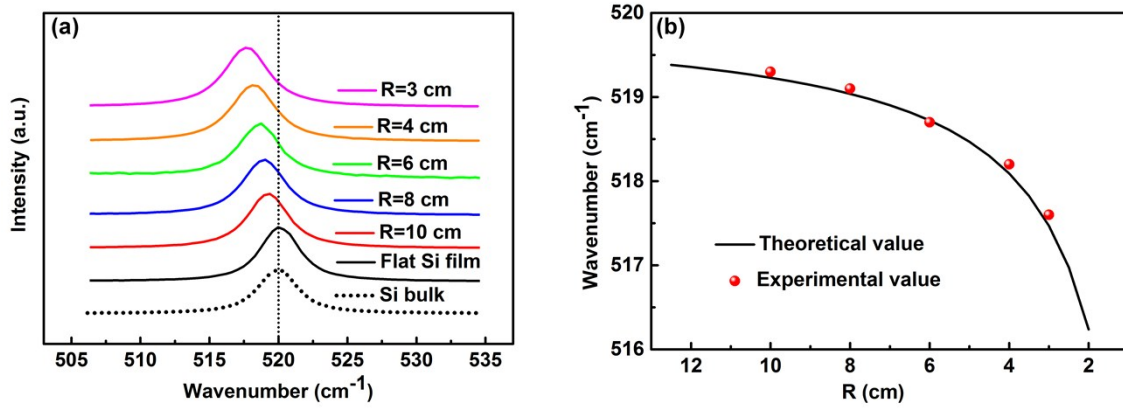 (a)
R=3 cm
R=4 cm
R=6 cm
R=8 cm
R=10 cm
Flat Si film
Si bulk
Intensity (a.u.)
505 510 515 520 525 530 535
Wavenumber (cm-1)
(b)
520
519
518
517
516
Wavenumber (cm-1)
Theoretical value
Experimental value
12 10 8 6 4 2
R (cm)